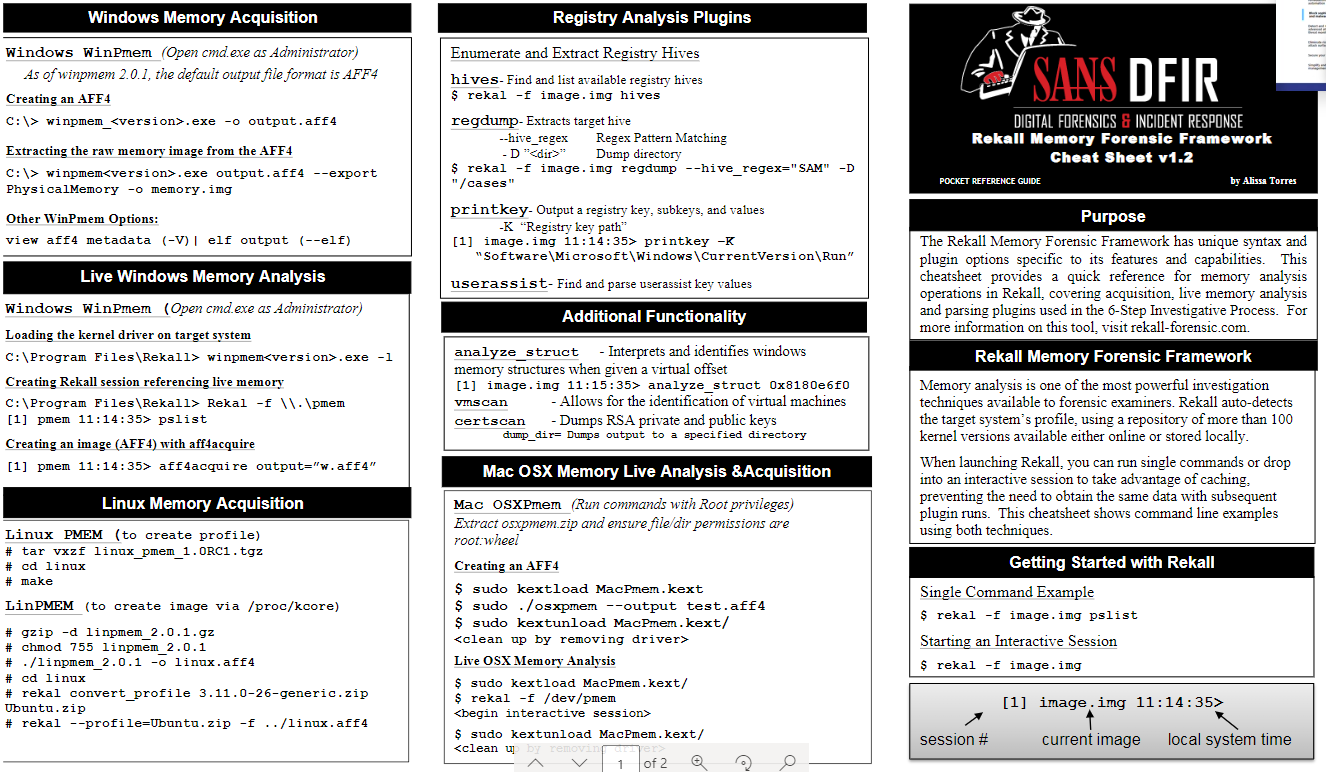 Windows Memory Acquisition
Windows WinPmem (Open cmd.exe as Administrator)
As of winpmem 2.0.1, the default output file format is AFF4
Creating an AFF4
C:\> winpmem_<version>.exe -o output.aff4
Extracting the raw memory image from the AFF4
C:\> winpmem<version>.exe output.aff4 --export
PhysicalMemory -o memory.img
Other WinPmem Options:
view aff4 metadata (-V)| elf output (--elf)
Live Windows Memory Analysis
Windows WinPmem (Open cmd.exe as Administrator)
Loading the kernel driver on target system
C:\Program Files\Rekall> winpmem<version>.exe -l
Creating Rekall session referencing live memory
C:\Program Files\Rekall> Rekal -f \\.\pmem
[1] pmem 11:14:35> pslist
Creating an image (AFF4) with aff4acquire
[1] pmem 11:14:35> aff4acquire output=”w.aff4”
Linux Memory Acquisition
Linux PMEM (to create profile)
# tar vxzf linux_pmem_1.0RC1.tgz
# cd linux
# make
LinPMEM (to create image via /proc/kcore)
# gzip -d linpmem_2.0.1.gz
# chmod 755 linpmem_2.0.1
# ./linpmem_2.0.1 -o linux.aff4
# cd linux
# rekal convert_profile 3.11.0-26-generic.zip
Ubuntu.zip
# rekal --profile=Ubuntu.zip -f ../linux.aff4
Registry Analysis Plugins
Enumerate and Extract Registry Hives
hives- Find and list available registry hives
$ rekal -f image.img hives
regdump- Extracts target hive
--hive_regex Regex Pattern Matching
- D ”<dir>” Dump directory
$ rekal -f image.img regdump --hive_regex="SAM" -D
"/cases"
printkey- Output a registry key, subkeys, and values
-K “Registry key path”
[1] image.img 11:14:35> printkey –K
“Software\Microsoft\Windows\CurrentVersion\Run”
userassist- Find and parse userassist key values
Additional Functionality
analyze_struct - Interprets and identifies windows
memory structures when given a virtual offset
[1] image.img 11:15:35> analyze_struct 0x8180e6f0
vmscan - Allows for the identification of virtual machines
certscan - Dumps RSA private and public keys
dump_dir= Dumps output to a specified directory
Mac OSX Memory Live Analysis &Acquisition
Mac OSXPmem (Run commands with Root privileges)
Extract osxpmem.zip and ensure file/dir permissions are
root:wheel
Creating an AFF4
$ sudo kextload MacPmem.kext
$ sudo ./osxpmem --output test.aff4
$ sudo kextunload MacPmem.kext/
<clean up by removing driver>
Live OSX Memory Analysis
$ sudo kextload MacPmem.kext/
$ rekal -f /dev/pmem
<begin interactive session>
$ sudo kextunload MacPmem.kext/
<clean up by removing driver>
1 of 2
SANS DFIR
DIGITAL FORENSICS & INCIDENT RESPONSE
Rekall Memory Forensic Framework
Cheat Sheet v1.2
POCKET REFERENCE GUIDE by Alissa Torres
Purpose
The Rekall Memory Forensic Framework has unique syntax and
plugin options specific to its features and capabilities. This
cheatsheet provides a quick reference for memory analysis
operations in Rekall, covering acquisition, live memory analysis
and parsing plugins used in the 6-Step Investigative Process. For
more information on this tool, visit rekall-forensic.com.
Rekall Memory Forensic Framework
Memory analysis is one of the most powerful investigation
techniques available to forensic examiners. Rekall auto-detects
the target system’s profile, using a repository of more than 100
kernel versions available either online or stored locally.
When launching Rekall, you can run single commands or drop
into an interactive session to take advantage of caching,
preventing the need to obtain the same data with subsequent
plugin runs. This cheatsheet shows command line examples
using both techniques.
Getting Started with Rekall
Single Command Example
$ rekal -f image.img pslist
Starting an Interactive Session
$ rekal -f image.img
[1] image.img 11:14:35>
session # current image local system time